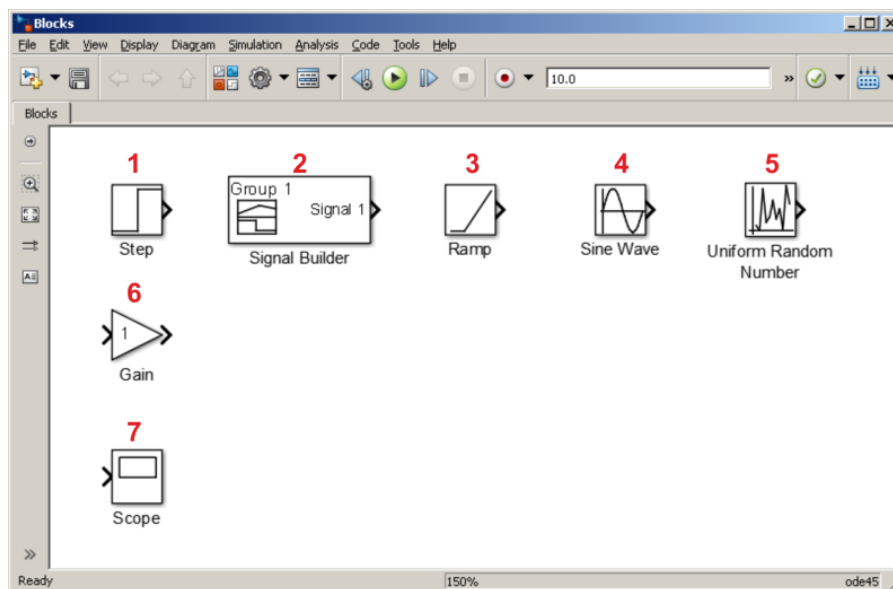 Blocks
File Edit View Display Diagram Simulation Analysis Code Tools Help
10.0
»
Blocks
1 2 3 4 5
Group 1
Signal 1
Step
Signal Builder
Ramp
Sine Wave
Uniform Random
Number
6
1
Gain
7
Scope
»
Ready 150% ode45